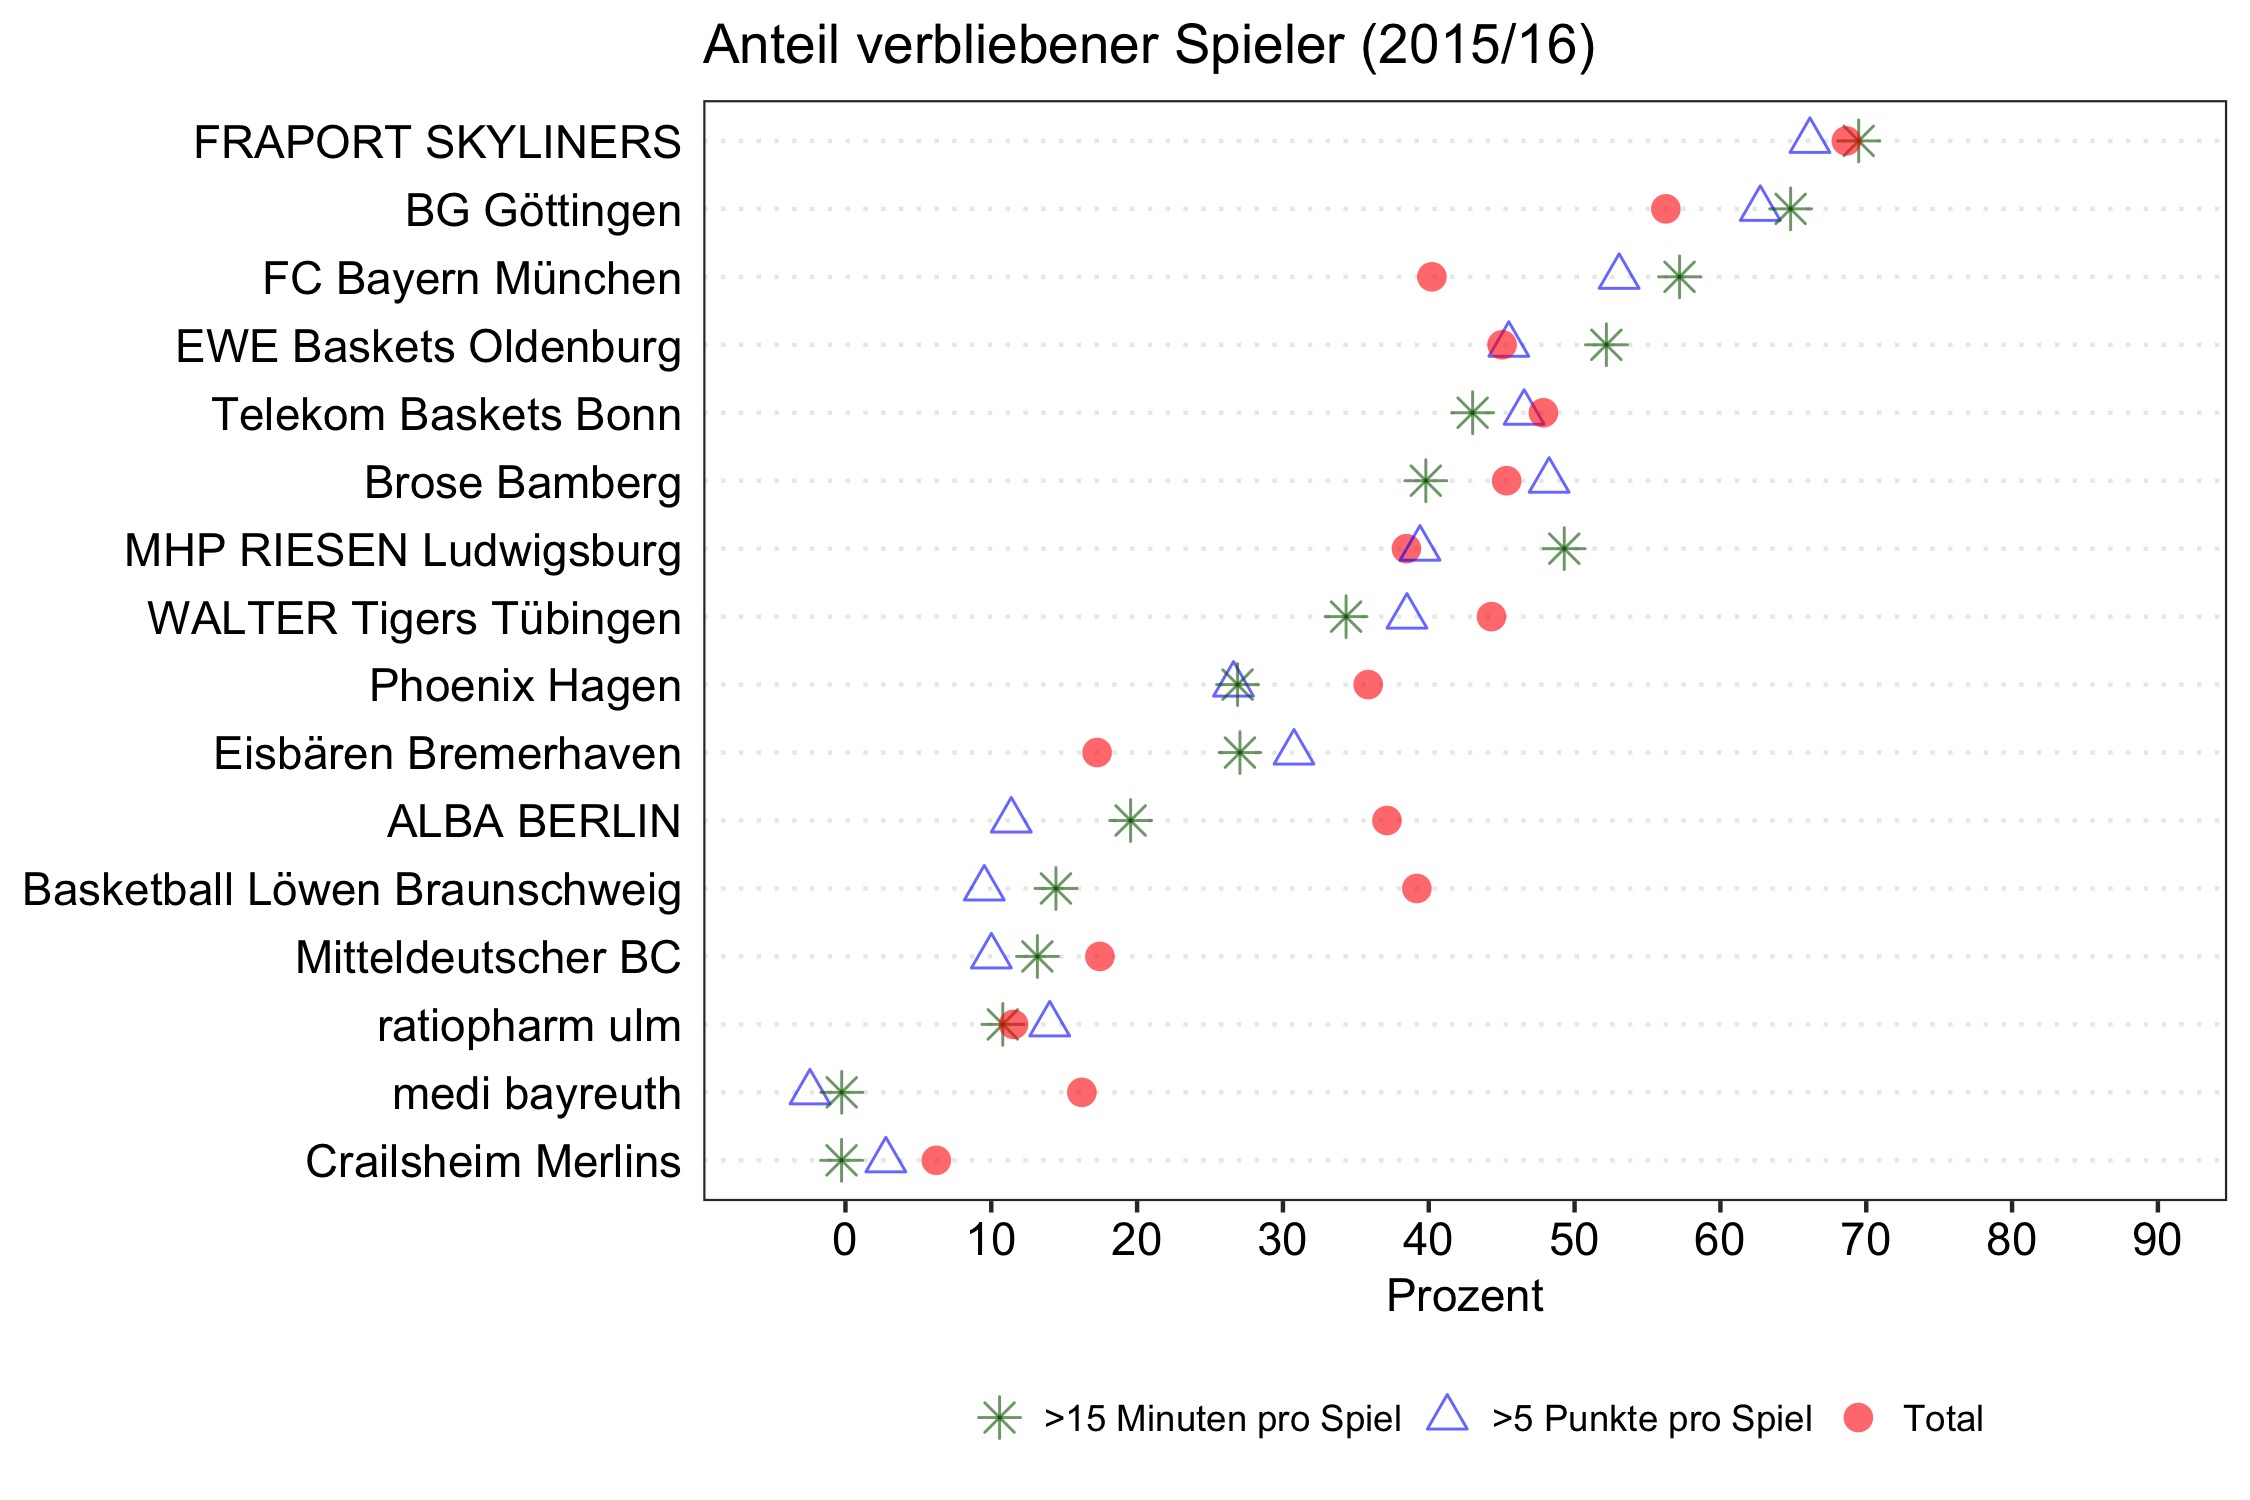 Anteil verbliebener Spieler (2015/16)
FRAPORT SKYLINERS
BG Göttingen
FC Bayern München
EWE Baskets Oldenburg
Telekom Baskets Bonn
Brose Bamberg
MHP RIESEN Ludwigsburg
WALTER Tigers Tübingen
Phoenix Hagen
Eisbären Bremerhaven
ALBA BERLIN
Basketball Löwen Braunschweig
Mitteldeutscher BC
ratiopharm ulm
medi bayreuth
Crailsheim Merlins
0 10 20 30 40 50 60 70 80 90
Prozent
>15 Minuten pro Spiel >5 Punkte pro Spiel Total